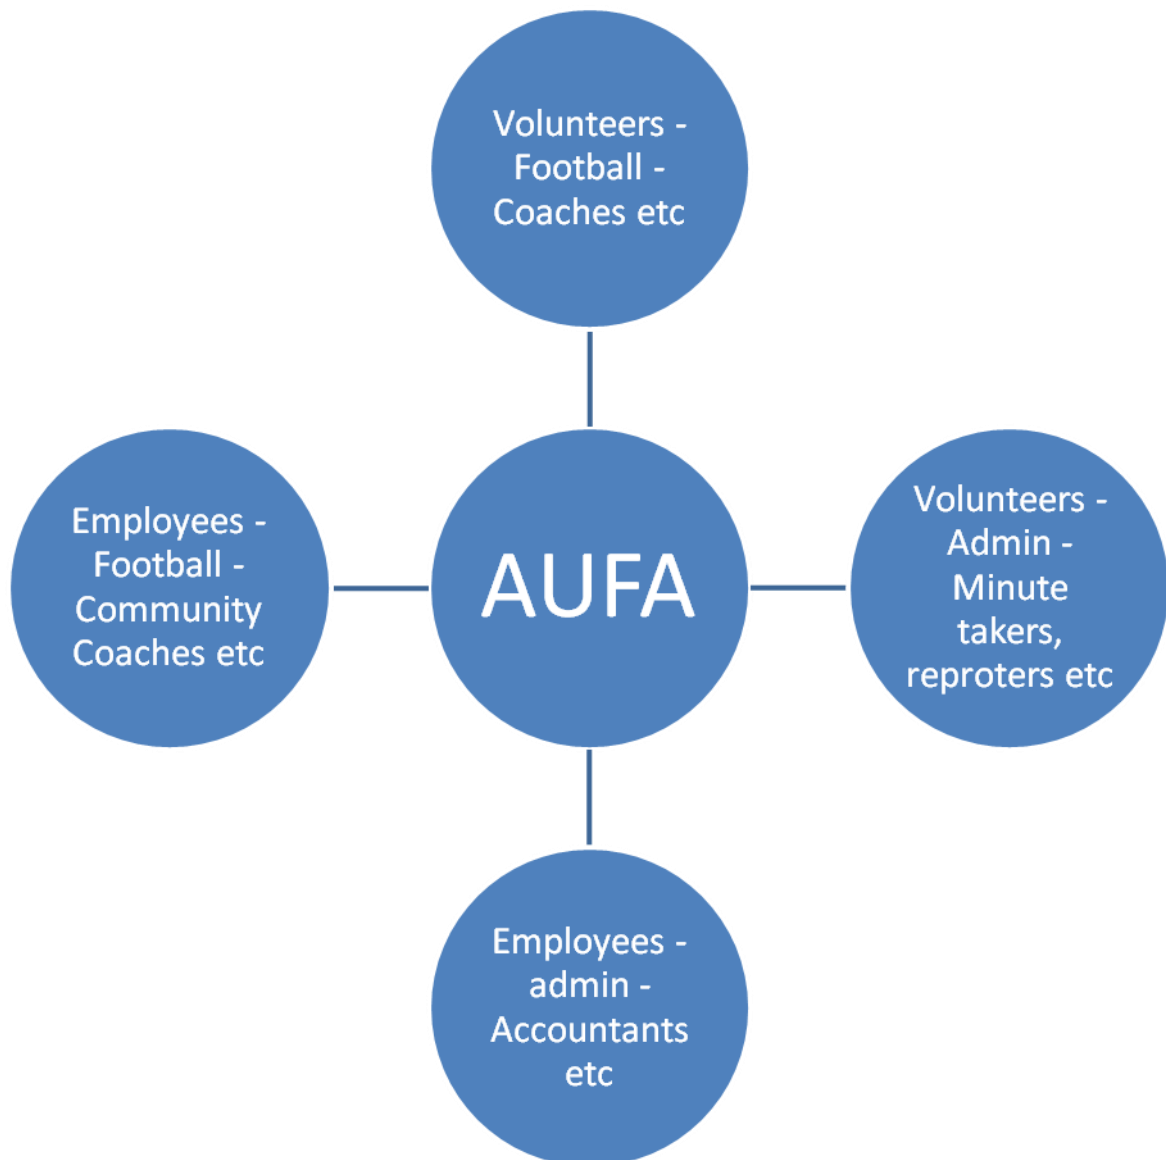 Volunteers -
Football -
Coaches etc
Employees -
Football -
Community
Coaches etc
AUFA
Volunteers -
Admin -
Minute
takers,
reproters etc
Employees -
admin -
Accountants
etc